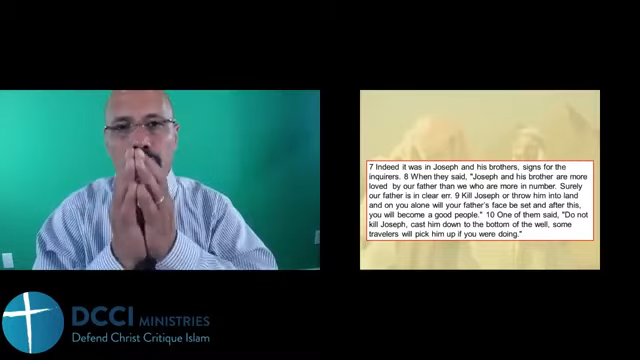 7 Indeed it was in Joseph and his brothers, signs for the
inquirers. 8 When they said, "Joseph and his brother are more
loved by our father than we who are more in number. Surely
our father is in clear err. 9 Kill Joseph or throw him into land
and on you alone will your father's face be set and after this,
you will become a good people." 10 One of them said, "Do not
kill Joseph, cast him down to the bottom of the well, some
travelers will pick him up if you were doing."
DCCI MINISTRIES
Defend Christ Critique Islam